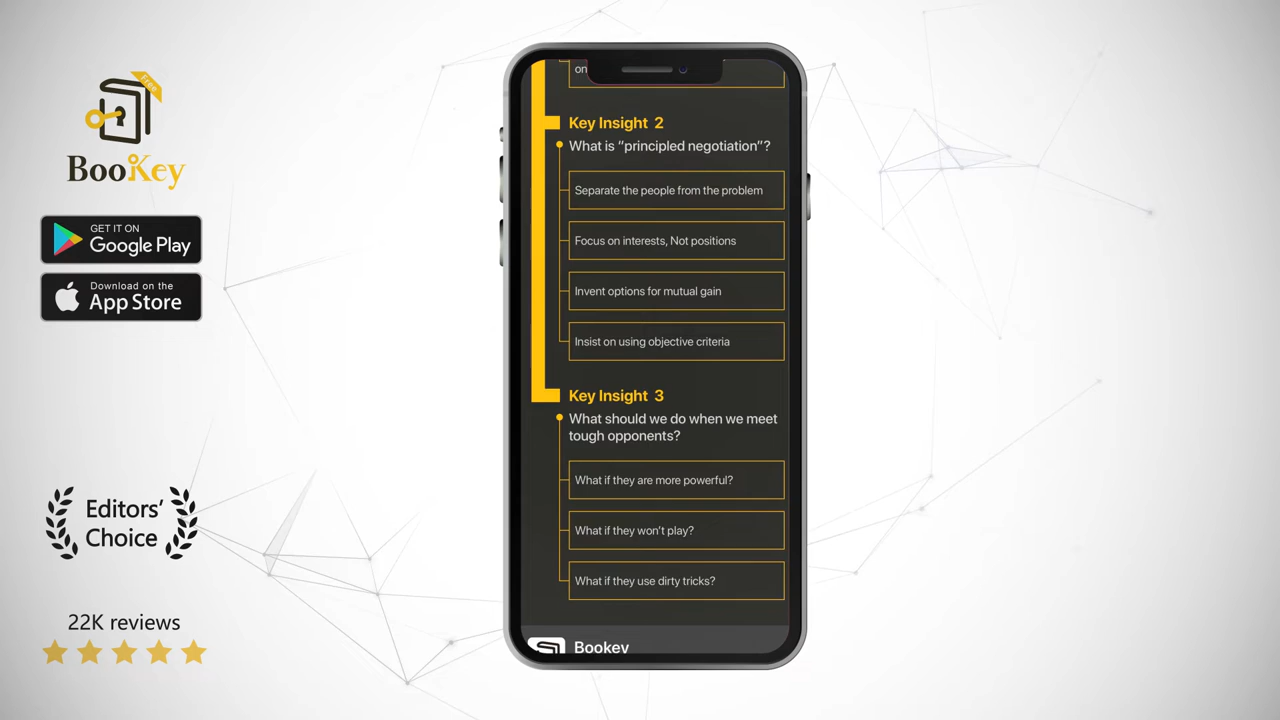 Free
BooKey
GET IT ON
Google Play
Download on the
App Store
Editors’
Choice
22K reviews
on
Key Insight 2
What is “principled negotiation”?
Separate the people from the problem
Focus on interests, Not positions
Invent options for mutual gain
Insist on using objective criteria
Key Insight 3
What should we do when we meet
tough opponents?
What if they are more powerful?
What if they won’t play?
What if they use dirty tricks?
Bookey